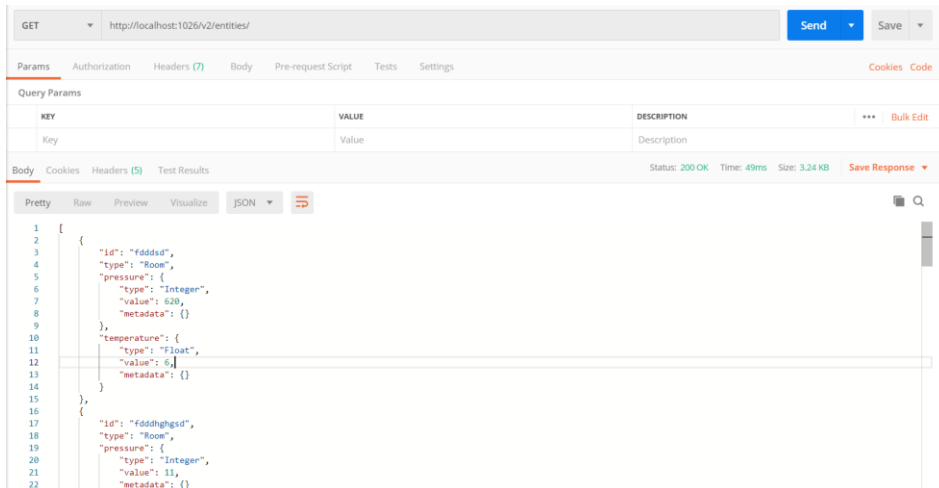 GET http://localhost:1026/v2/entities/ Send Save
Params Authorization Headers (7) Body Pre-request Script Tests Settings Cookies Code
Query Params
KEY VALUE DESCRIPTION ••• Bulk Edit
Key Value Description
Body Cookies Headers (5) Test Results Status: 200 OK Time: 49ms Size: 3.24 KB Save Response
Pretty Raw Preview Visualize JSON
1 [
2 {
3 "id": "fdddsd",
4 "type": "Room",
5 "pressure": {
6 "type": "Integer",
7 "value": 620,
8 "metadata": {}
9 },
10 "temperature": {
11 "type": "Float",
12 "value": 6,
13 "metadata": {}
14 }
15 },
16 {
17 "id": "fdddhghgsd",
18 "type": "Room",
19 "pressure": {
20 "type": "Integer",
21 "value": 11,
22 "metadata": {}